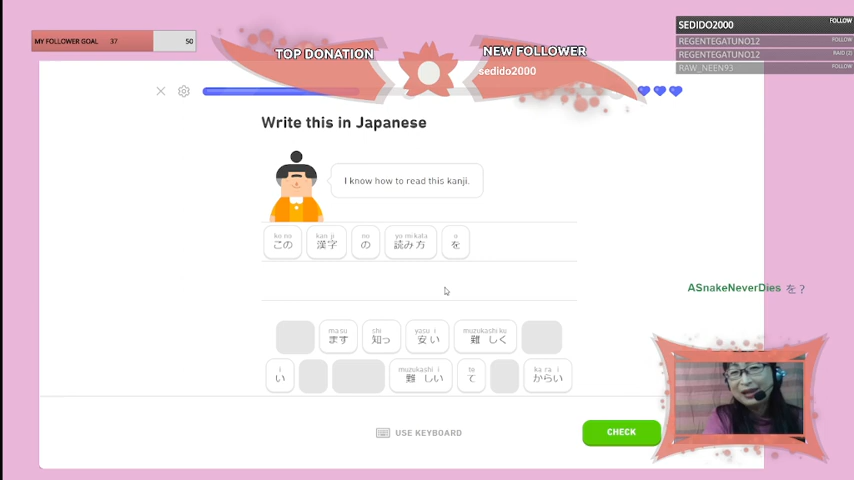 MY FOLLOWER GOAL 37 50
TOP DONATION
NEW FOLLOWER
sedido2000
SEDIDO2000 FOLLOW
REGENTEGATUNO12 FOLLOW
REGENTEGATUNO12 RAID (2)
RAW_NEEN93 FOLLOW
Write this in Japanese
I know how to read this kanji.
ko no kan ji no yo mi kata o
この 漢字 の 読み方 を
ASnakeNeverDies を？
masu shi yasu i muzukashi ku
ます 知っ 安い 難しく
i muzukashi i te ka ra i
い 難しい て からい
USE KEYBOARD
CHECK